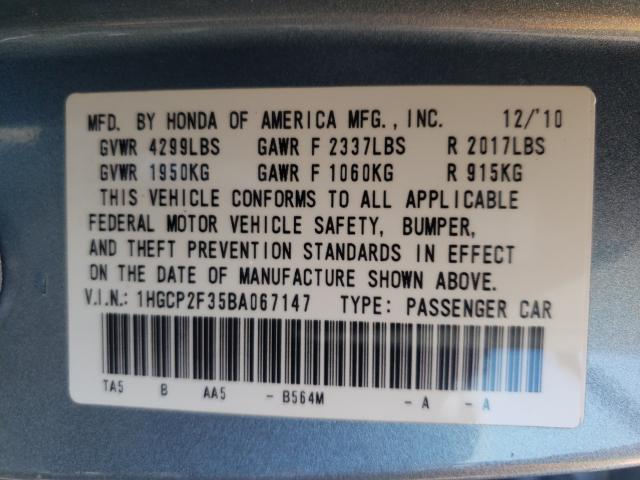 MFD. BY HONDA OF AMERICA MFG., INC. 12/'10
GVWR 4299LBS GAWR F 2337LBS R 2017LBS
GVWR 1950KG GAWR F 1060KG R 915KG
THIS VEHICLE CONFORMS TO ALL APPLICABLE
FEDERAL MOTOR VEHICLE SAFETY, BUMPER,
AND THEFT PREVENTION STANDARDS IN EFFECT
ON THE DATE OF MANUFACTURE SHOWN ABOVE.
V.I.N.: 1HGCP2F35BA067147 TYPE: PASSENGER CAR
TA5 B AA5 - B564M - A - A